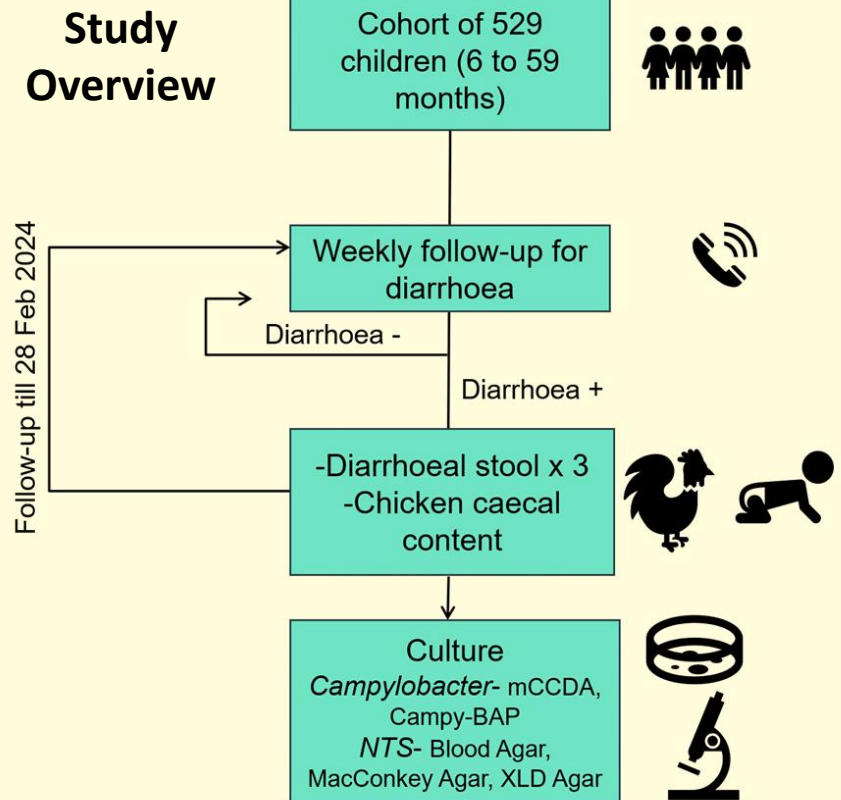 Study
Overview
Cohort of 529
children (6 to 59
months)
Weekly follow-up for
diarrhoea
Diarrhoea -
Diarrhoea +
Follow-up till 28 Feb 2024
-Diarrhoeal stool x 3
-Chicken caecal
content
Culture
Campylobacter- mCCDA,
Campy-BAP
NTS- Blood Agar,
MacConkey Agar, XLD Agar